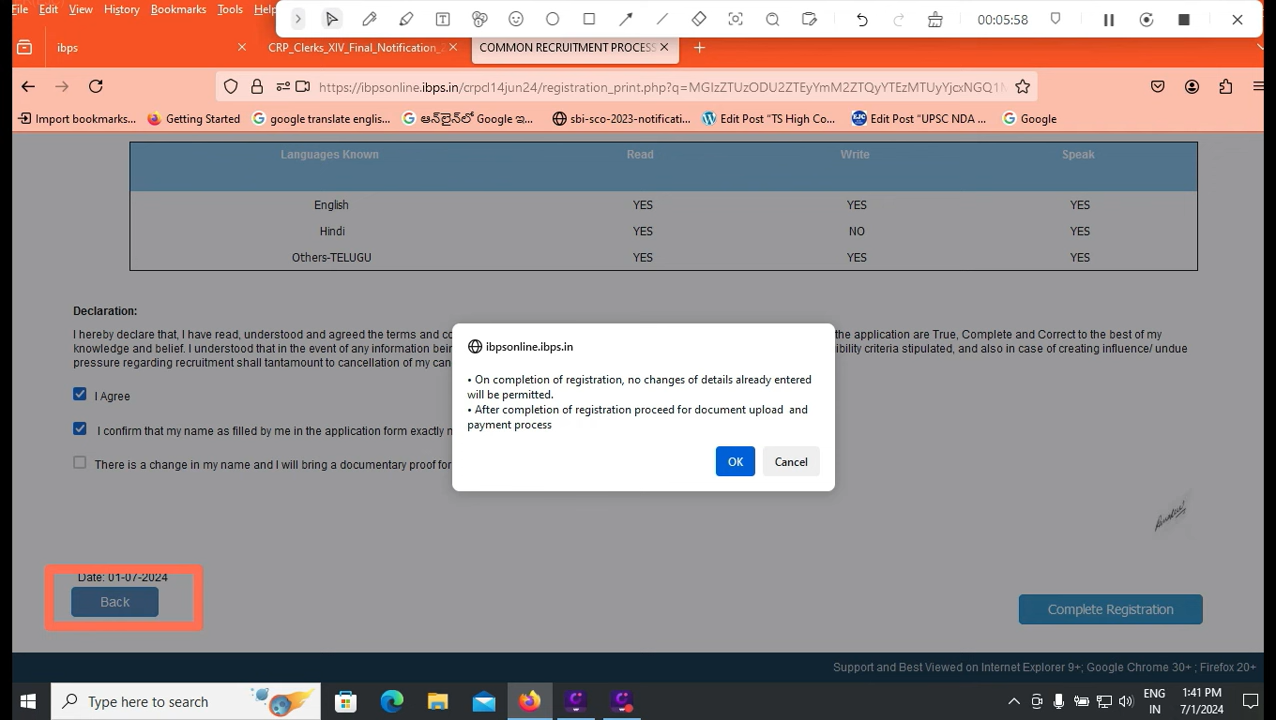 File Edit View History Bookmarks Tools
00:05:58
ibps
CRP_Clerks_XIV_Final_Notification_
COMMON RECRUITMENT PROCESS
https://ibpsonline.ibps.in/crpcl14jun24/registration_print.php?q=
Import bookmarks...
Getting Started
google translate englis...
ఆన్‌లైన్‌లో Google ఇ...
sbi-sco-2023-notificati...
Edit Post “TS High Co...
Edit Post “UPSC NDA ...
Google
Languages Known Read Write Speak
English YES YES YES
Hindi YES NO YES
Others-TELUGU YES YES YES
Declaration:
I hereby declare that, I have read, understood and agreed the terms and the application are True, Complete and Correct to the best of my
knowledge and belief. I understood that in the event of any information criteria stipulated, and also in case of creating influence/ undue
pressure regarding recruitment shall tantamount to cancellation of my
I Agree
I confirm that my name as filled by me in the application form exactly
There is a change in my name and I will bring a documentary proof for
ibpsonline.ibps.in
• On completion of registration, no changes of details already entered
will be permitted.
• After completion of registration proceed for document upload and
payment process
OK
Cancel
Date: 01-07-2024
Back
Complete Registration
Support and Best Viewed on Internet Explorer 9+; Google Chrome 30+ ; Firefox 20+
Type here to search
ENG
IN
1:41 PM
7/1/2024